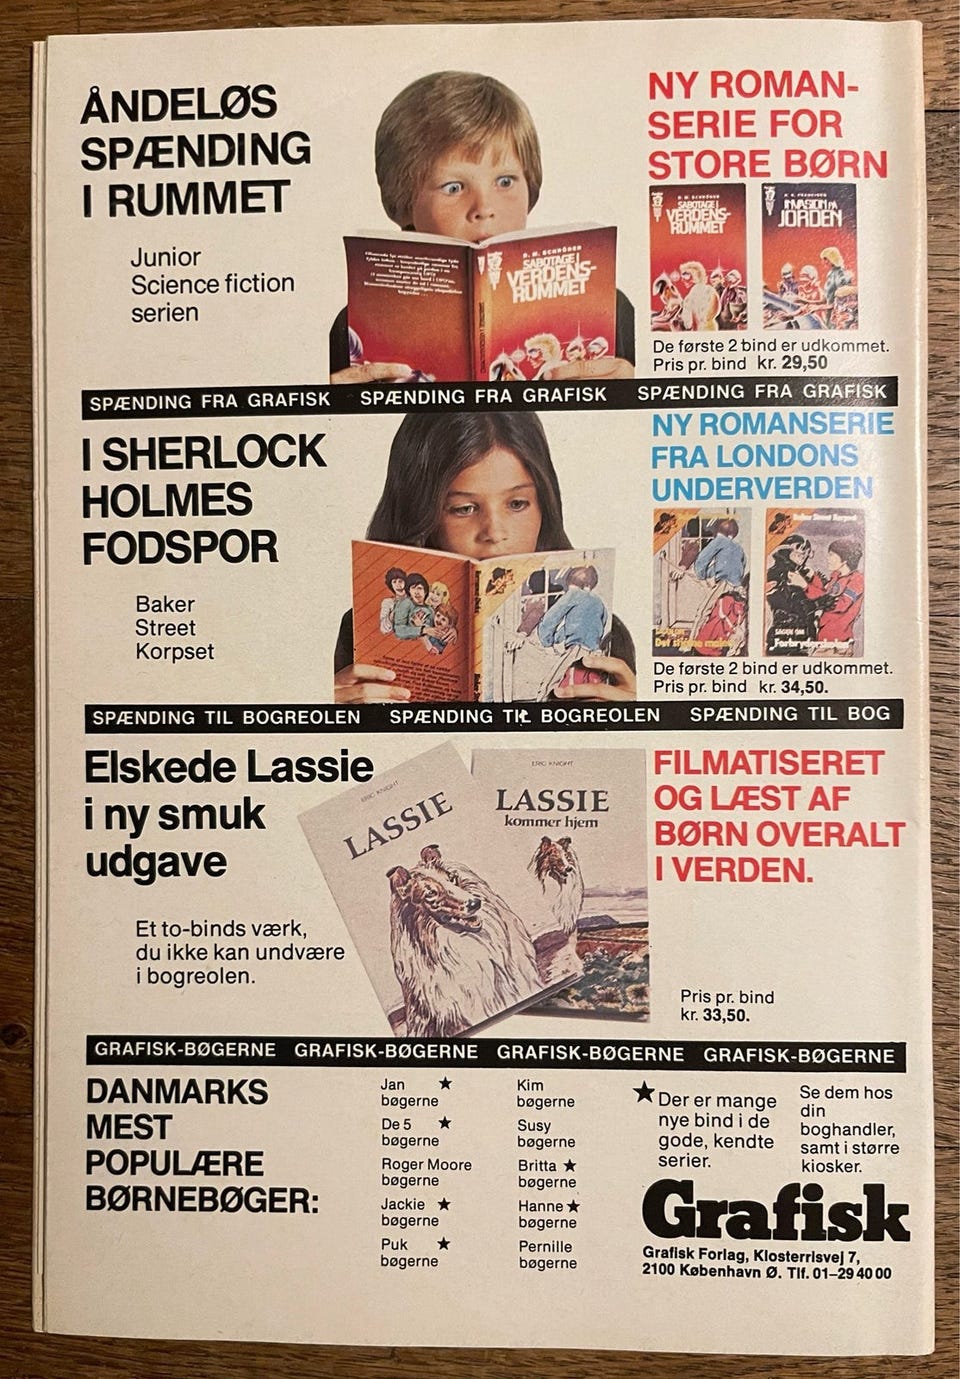 ÅNDELØS
SPÆNDING
I RUMMET
Junior
Science fiction
serien
D. H. SCHRÖDER
SABOTAGE I
VERDENS-
RUMMET
NY ROMAN-
SERIE FOR
STORE BØRN
SABOTAGE I
VERDENS-
RUMMET
INVASION PÅ
JORDEN
De første 2 bind er udkommet.
Pris pr. bind kr. 29,50
SPÆNDING FRA GRAFISK SPÆNDING FRA GRAFISK SPÆNDING FRA GRAFISK
I SHERLOCK
HOLMES
FODSPOR
Baker
Street
Korpset
NY ROMANSERIE
FRA LONDONS
UNDERVERDEN
De første 2 bind er udkommet.
Pris pr. bind kr. 34,50.
SPÆNDING TIL BOGREOLEN SPÆNDING TIL BOGREOLEN SPÆNDING TIL BOG
Elskede Lassie
i ny smuk
udgave
Et to-binds værk,
du ikke kan undvære
i bogreolen.
ERIC KNIGHT
LASSIE
ERIC KNIGHT
LASSIE
kommer hjem
FILMATISERET
OG LÆST AF
BØRN OVERALT
I VERDEN.
Pris pr. bind
kr. 33,50.
GRAFISK-BØGERNE GRAFISK-BØGERNE GRAFISK-BØGERNE GRAFISK-BØGERNE
DANMARKS
MEST
POPULÆRE
BØRNEBØGER:
Jan ★
bøgerne
De 5 ★
bøgerne
Roger Moore
bøgerne
Jackie ★
bøgerne
Puk ★
bøgerne
Kim
bøgerne
Susy
bøgerne
Britta ★
bøgerne
Hanne ★
bøgerne
Pernille
bøgerne
★ Der er mange
nye bind i de
gode, kendte
serier.
Se dem hos
din
boghandler,
samt i større
kiosker.
Grafisk
Grafisk Forlag, Klosterrisvej 7,
2100 København Ø. Tlf. 01–29 40 00